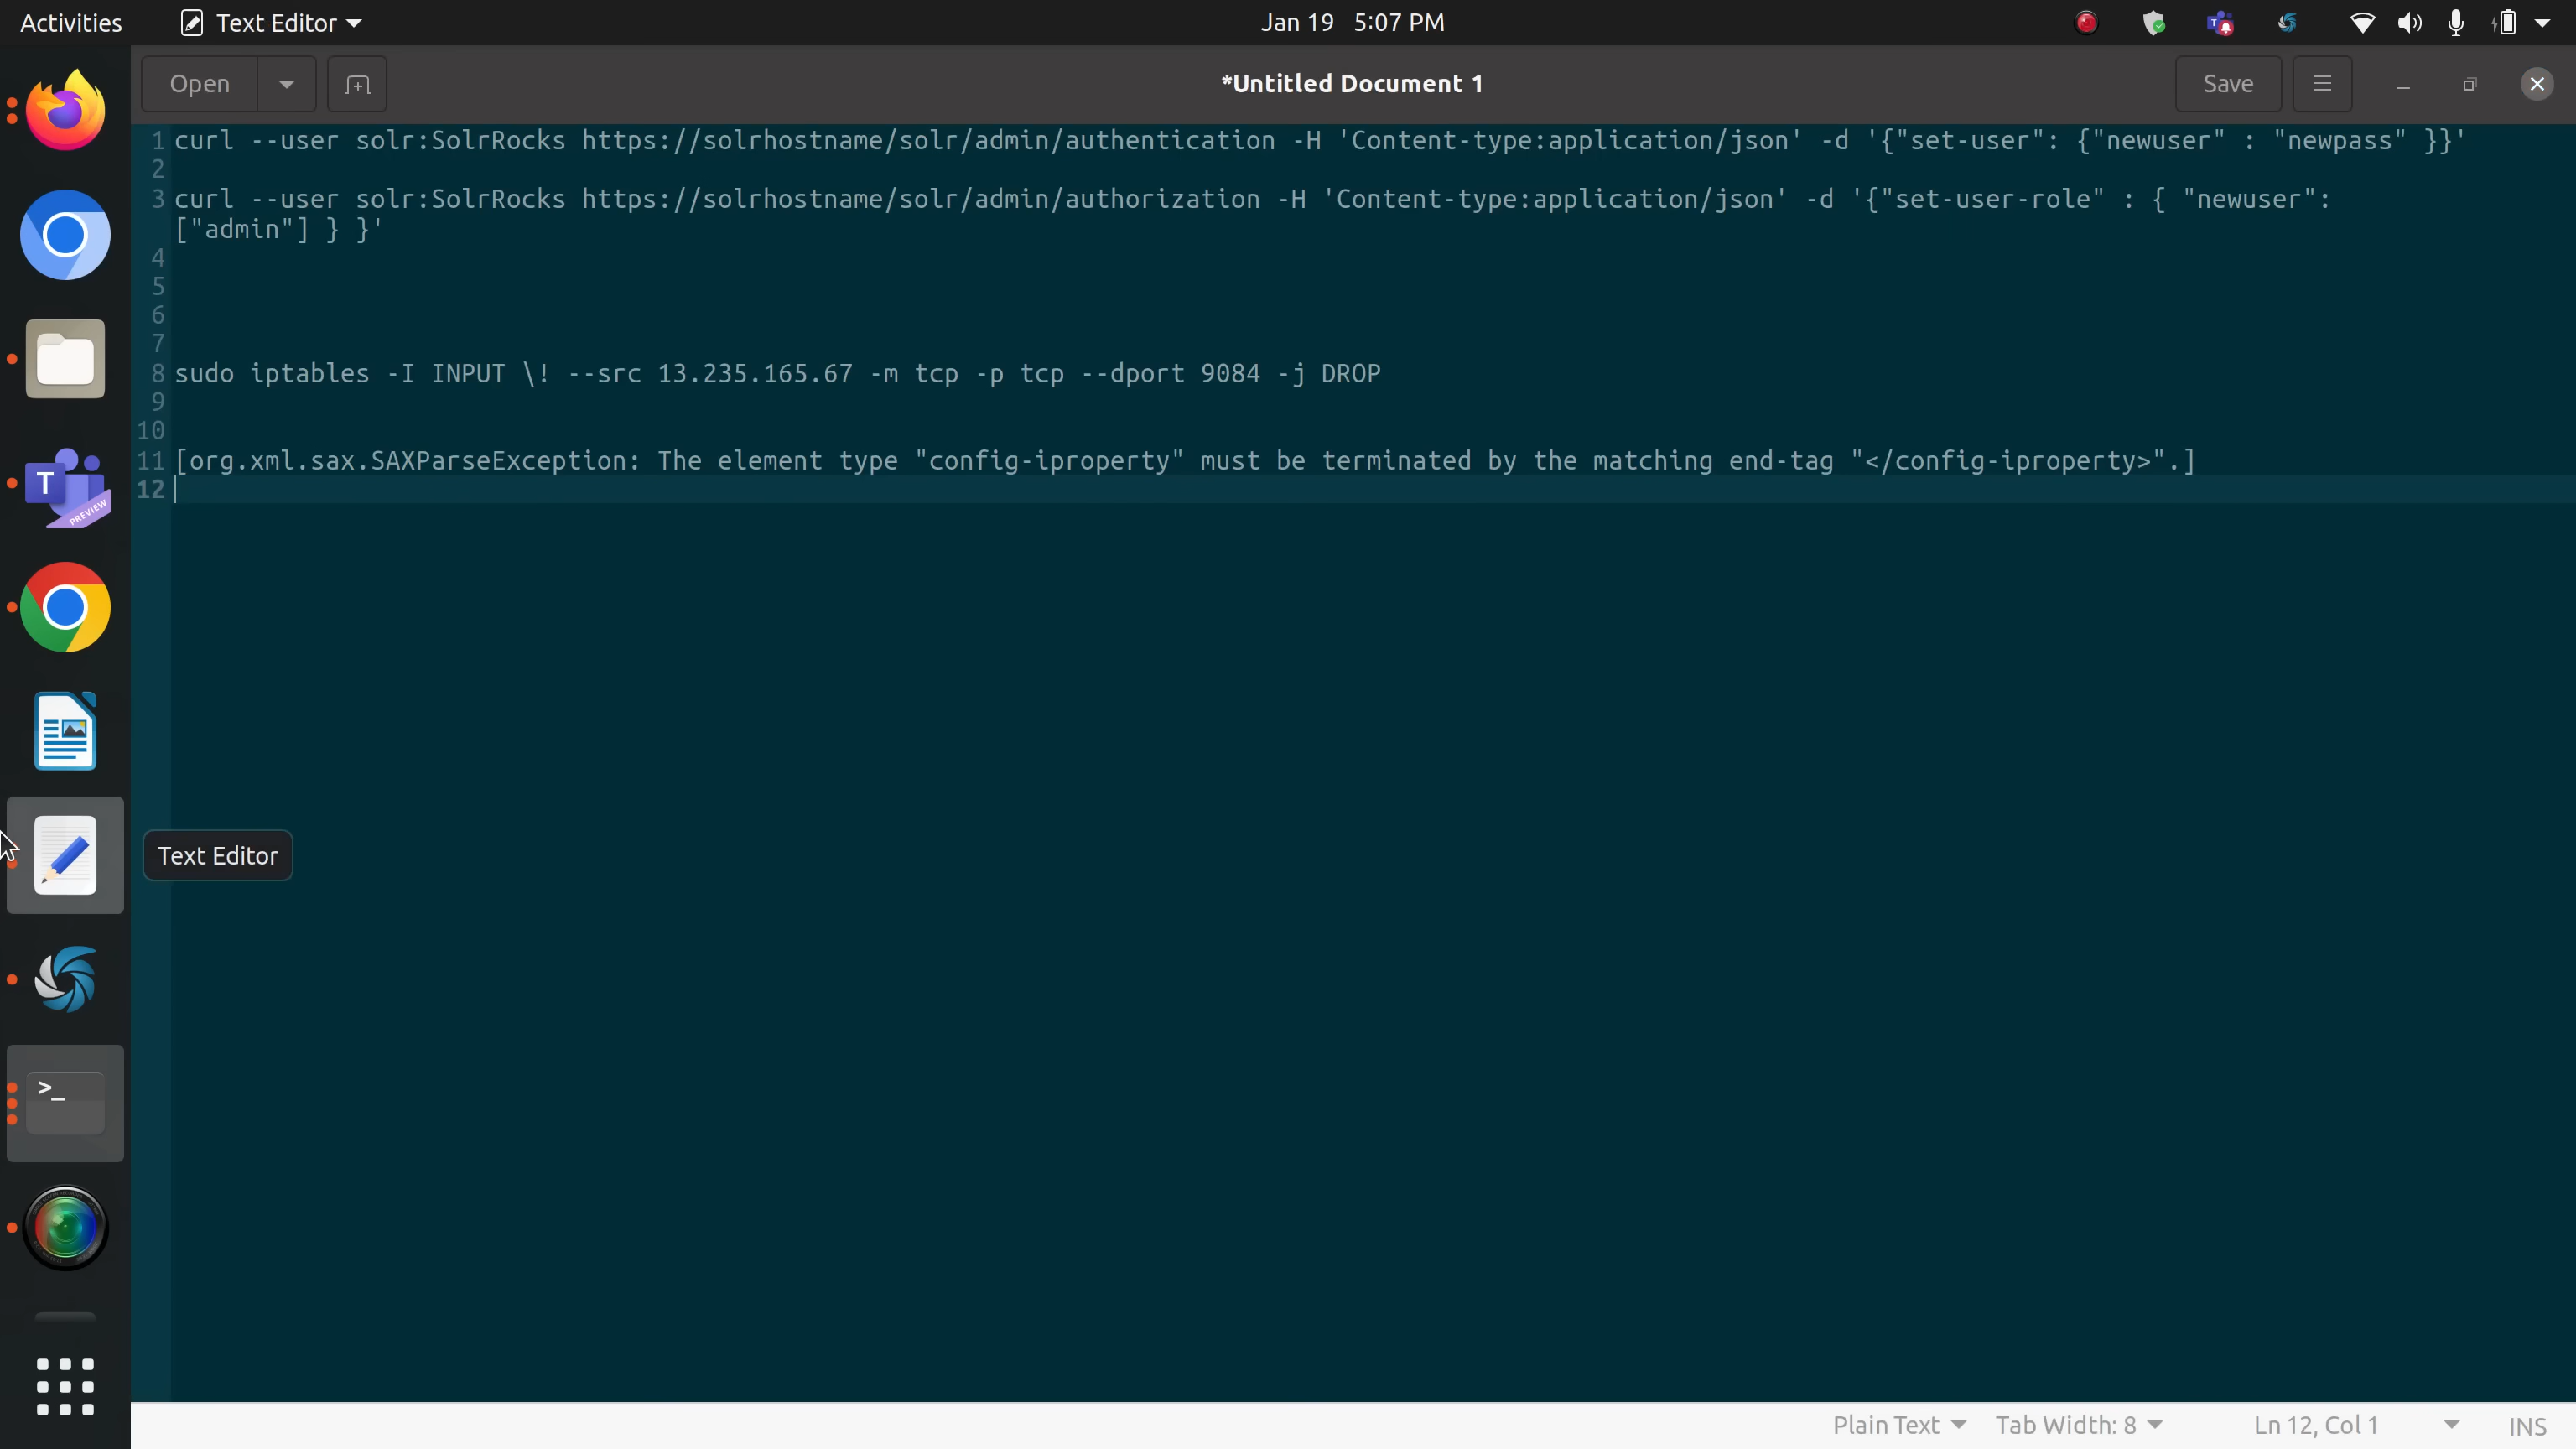 Activities
Text Editor
Jan 19 5:07 PM
Open
*Untitled Document 1
Save
1 curl --user solr:SolrRocks https://solrhostname/solr/admin/authentication -H 'Content-type:application/json' -d '{"set-user": {"newuser" : "newpass" }}'
2
3 curl --user solr:SolrRocks https://solrhostname/solr/admin/authorization -H 'Content-type:application/json' -d '{"set-user-role" : { "newuser":
["admin"] } }'
4
5
6
7
8 sudo iptables -I INPUT \! --src 13.235.165.67 -m tcp -p tcp --dport 9084 -j DROP
9
10
11 [org.xml.sax.SAXParseException: The element type "config-iproperty" must be terminated by the matching end-tag "</config-iproperty>".]
12
T
PREVIEW
Text Editor
>_
Plain Text
Tab Width: 8
Ln 12, Col 1
INS